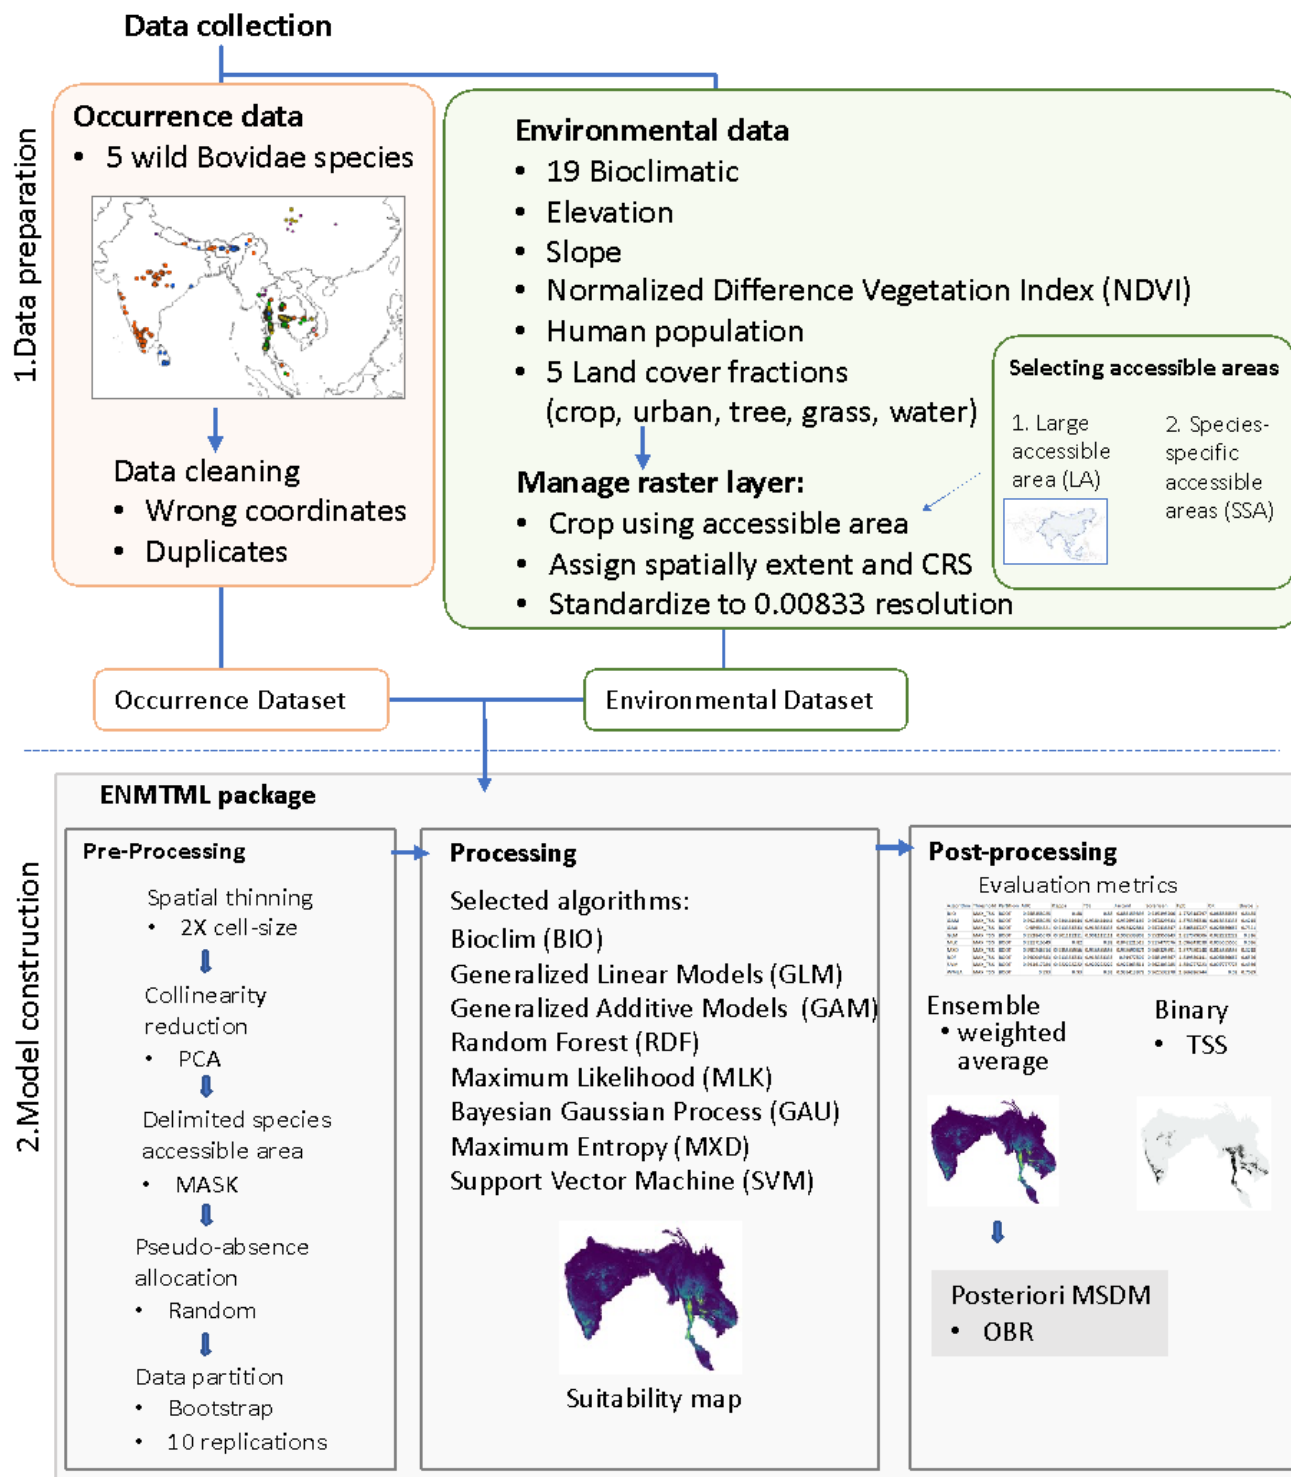 Data collection
1.Data preparation
Occurrence data
• 5 wild Bovidae species
Data cleaning
• Wrong coordinates
• Duplicates
Environmental data
• 19 Bioclimatic
• Elevation
• Slope
• Normalized Difference Vegetation Index (NDVI)
• Human population
• 5 Land cover fractions
(crop, urban, tree, grass, water)
Manage raster layer:
• Crop using accessible area
• Assign spatially extent and CRS
• Standardize to 0.00833 resolution
Selecting accessible areas
1. Large
accessible
area (LA)
2. Species-
specific
accessible
areas (SSA)
Occurrence Dataset
Environmental Dataset
2.Model construction
ENMTML package
Pre-Processing
Spatial thinning
• 2X cell-size
Collinearity
reduction
• PCA
Delimited species
accessible area
• MASK
Pseudo-absence
allocation
• Random
Data partition
• Bootstrap
• 10 replications
Processing
Selected algorithms:
Bioclim (BIO)
Generalized Linear Models (GLM)
Generalized Additive Models (GAM)
Random Forest (RDF)
Maximum Likelihood (MLK)
Bayesian Gaussian Process (GAU)
Maximum Entropy (MXD)
Support Vector Machine (SVM)
Suitability map
Post-processing
Evaluation metrics
Ensemble
• weighted
average
Binary
• TSS
Posteriori MSDM
• OBR